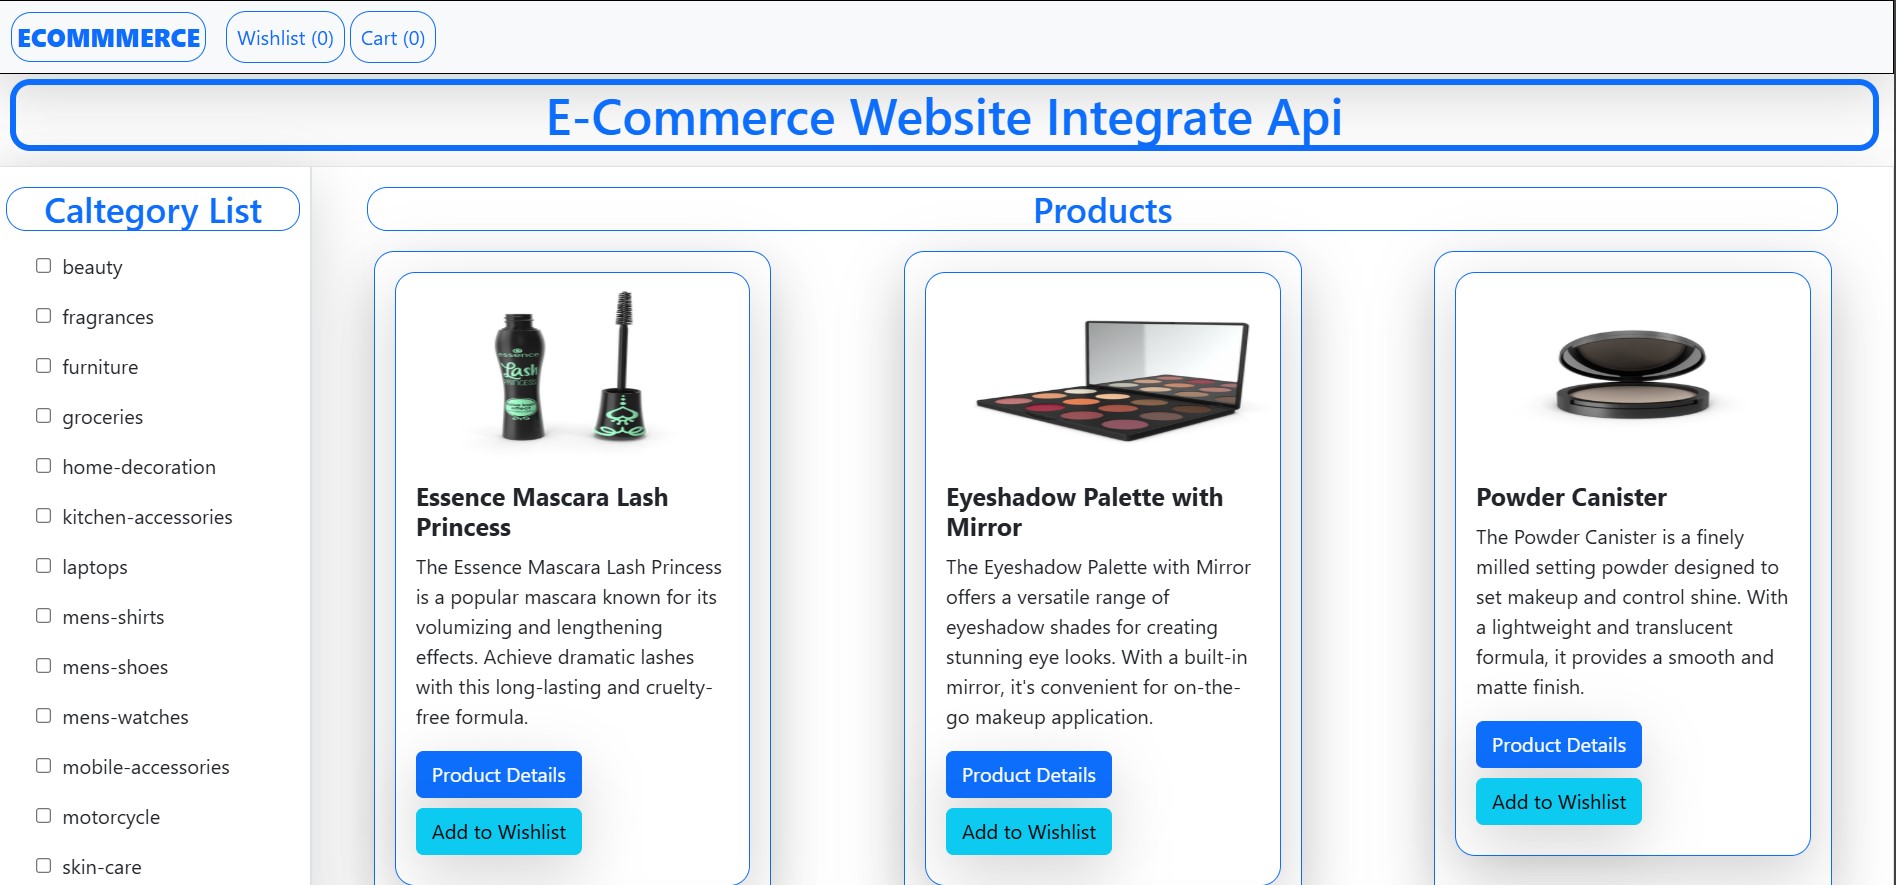 ECOMMMERCE
Wishlist (0)
Cart (0)
E-Commerce Website Integrate Api
Caltegory List
beauty
fragrances
furniture
groceries
home-decoration
kitchen-accessories
laptops
mens-shirts
mens-shoes
mens-watches
mobile-accessories
motorcycle
skin-care
Products
essence
Lash
PRINCESS
Essence Mascara Lash
Princess
The Essence Mascara Lash Princess
is a popular mascara known for its
volumizing and lengthening
effects. Achieve dramatic lashes
with this long-lasting and cruelty-
free formula.
Product Details
Add to Wishlist
Eyeshadow Palette with
Mirror
The Eyeshadow Palette with Mirror
offers a versatile range of
eyeshadow shades for creating
stunning eye looks. With a built-in
mirror, it's convenient for on-the-
go makeup application.
Product Details
Add to Wishlist
Powder Canister
The Powder Canister is a finely
milled setting powder designed to
set makeup and control shine. With
a lightweight and translucent
formula, it provides a smooth and
matte finish.
Product Details
Add to Wishlist